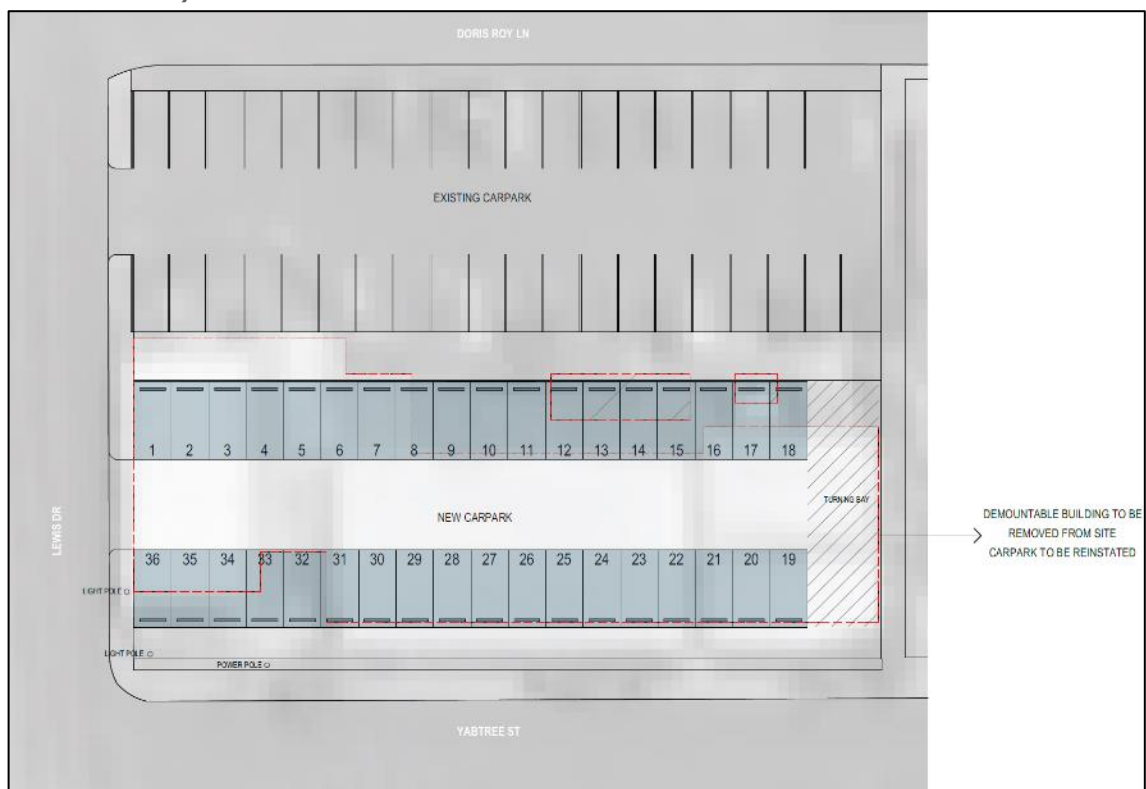 DORIS ROY LN
EXISTING CARPARK
1 2 3 4 5 6 7 8 9 10 11 12 13 14 15 16 17 18
TURNING BAY
LEWIS DR
NEW CARPARK
DEMOUNTABLE BUILDING TO BE
REMOVED FROM SITE
CARPARK TO BE REINSTATED
36 35 34 33 32 31 30 29 28 27 26 25 24 23 22 21 20 19
LIGHT POLE
LIGHT POLE
POWER POLE
YABTREE ST